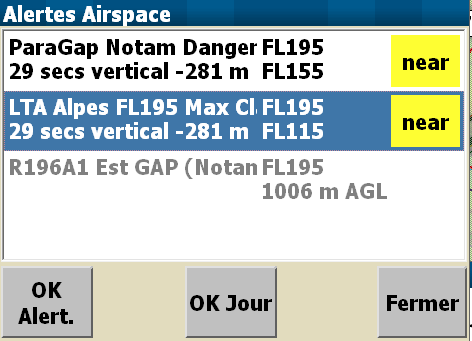 Alertes Airspace
ParaGap Notam Danger FL195
29 secs vertical -281 m FL155
near
LTA Alpes FL195 Max Cl FL195
29 secs vertical -281 m FL115
near
R196A1 Est GAP (Notan FL195
1006 m AGL
OK Alert.
OK Jour
Fermer